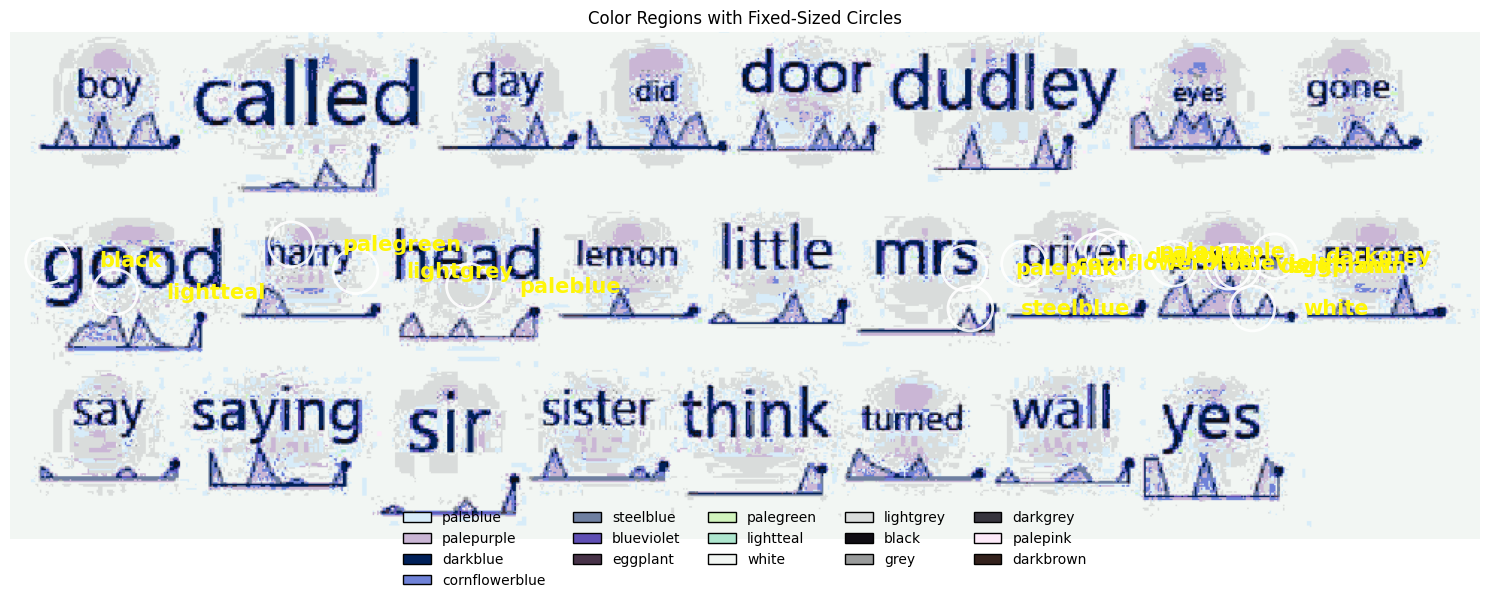 Color Regions with Fixed-Sized Circles
boy called day did door dudley eyes gone
good harry head lemon little mrs privet
black palegreen lightgrey palepink palepurple darkgrey
lightteal paleblue steelblue white
say saying sir sister think turned wall yes
paleblue steelblue palegreen lightgrey darkgrey
palepurple blueviolet lightteal black palepink
darkblue eggplant white grey darkbrown
cornflowerblue